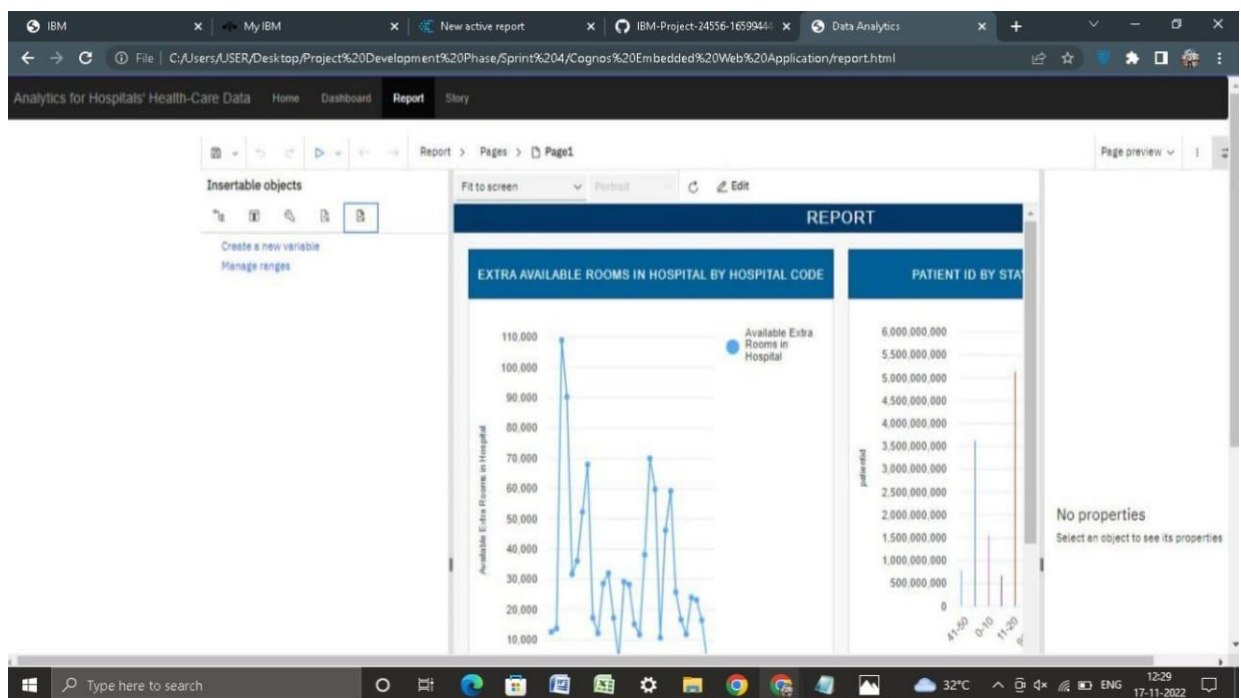 IBM
My IBM
New active report
IBM-Project-24556-1659944
Data Analytics
File
C:/Users/USER/Desktop/Project%20Development%20Phase/Sprint%204/Cognos%20Embedded%20Web%20Application/report.html
Analytics for Hospitals' Health-Care Data
Home
Dashboard
Report
Story
Report > Pages > Page1
Page preview
Insertable objects
Fit to screen
Portrait
Edit
Create a new variable
Manage ranges
REPORT
EXTRA AVAILABLE ROOMS IN HOSPITAL BY HOSPITAL CODE
Available Extra
Rooms in
Hospital
Available Extra Rooms in Hospital
110,000
100,000
90,000
80,000
70,000
60,000
50,000
40,000
30,000
20,000
10,000
PATIENT ID BY STA
patientid
6,000,000,000
5,500,000,000
5,000,000,000
4,500,000,000
4,000,000,000
3,500,000,000
3,000,000,000
2,500,000,000
2,000,000,000
1,500,000,000
1,000,000,000
500,000,000
0
41-50
0-10
11-20
No properties
Select an object to see its properties
Type here to search
32°C
ENG
12:29
17-11-2022